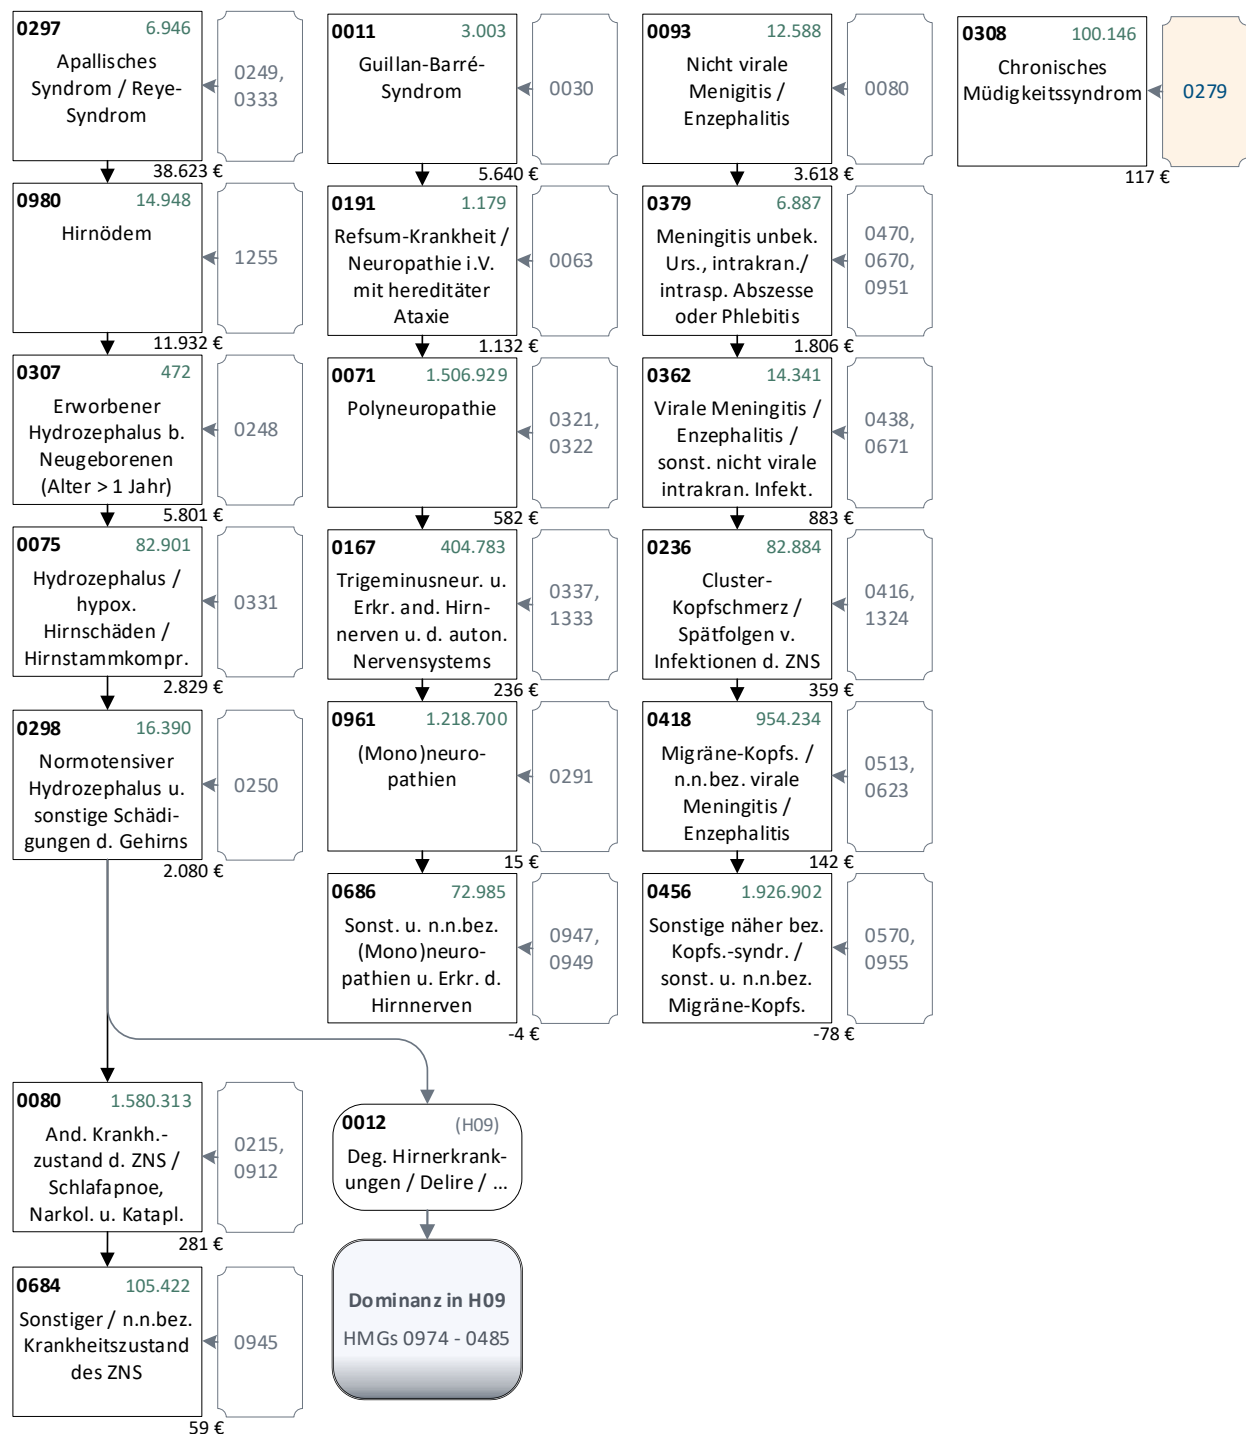 0297 6.946
Apallisches
Syndrom / Reye-
Syndrom
0249,
0333
38.623 €
0980 14.948
Hirnödem
1255
11.932 €
0307 472
Erworbener
Hydrozephalus b.
Neugeborenen
(Alter > 1 Jahr)
0248
5.801 €
0075 82.901
Hydrozephalus /
hypox.
Hirnschäden /
Hirnstammkompr.
0331
2.829 €
0298 16.390
Normotensiver
Hydrozephalus u.
sonstige Schädi-
gungen d. Gehirns
0250
2.080 €
0080 1.580.313
And. Krankh.-
zustand d. ZNS /
Schlafapnoe,
Narkol. u. Katapl.
0215,
0912
281 €
0684 105.422
Sonstiger / n.n.bez.
Krankheitszustand
des ZNS
0945
59 €
0011 3.003
Guillan-Barré-
Syndrom
0030
5.640 €
0191 1.179
Refsum-Krankheit /
Neuropathie i.V.
mit hereditäter
Ataxie
0063
1.132 €
0071 1.506.929
Polyneuropathie
0321,
0322
582 €
0167 404.783
Trigeminusneur. u.
Erkr. and. Hirn-
nerven u. d. auton.
Nervensystems
0337,
1333
236 €
0961 1.218.700
(Mono)neuro-
pathien
0291
15 €
0686 72.985
Sonst. u. n.n.bez.
(Mono)neuro-
pathien u. Erkr. d.
Hirnnerven
0947,
0949
-4 €
0012 (H09)
Deg. Hirnerkrank-
ungen / Delire / ...
Dominanz in H09
HMGs 0974 - 0485
0093 12.588
Nicht virale
Menigitis /
Enzephalitis
0080
3.618 €
0379 6.887
Meningitis unbek.
Urs., intrakran./
intrasp. Abszesse
oder Phlebitis
0470,
0670,
0951
1.806 €
0362 14.341
Virale Meningitis /
Enzephalitis /
sonst. nicht virale
intrakran. Infekt.
0438,
0671
883 €
0236 82.884
Cluster-
Kopfschmerz /
Spätfolgen v.
Infektionen d. ZNS
0416,
1324
359 €
0418 954.234
Migräne-Kopfs. /
n.n.bez. virale
Meningitis /
Enzephalitis
0513,
0623
142 €
0456 1.926.902
Sonstige näher bez.
Kopfs.-syndr. /
sonst. u. n.n.bez.
Migräne-Kopfs.
0570,
0955
-78 €
0308 100.146
Chronisches
Müdigkeitssyndrom
0279
117 €